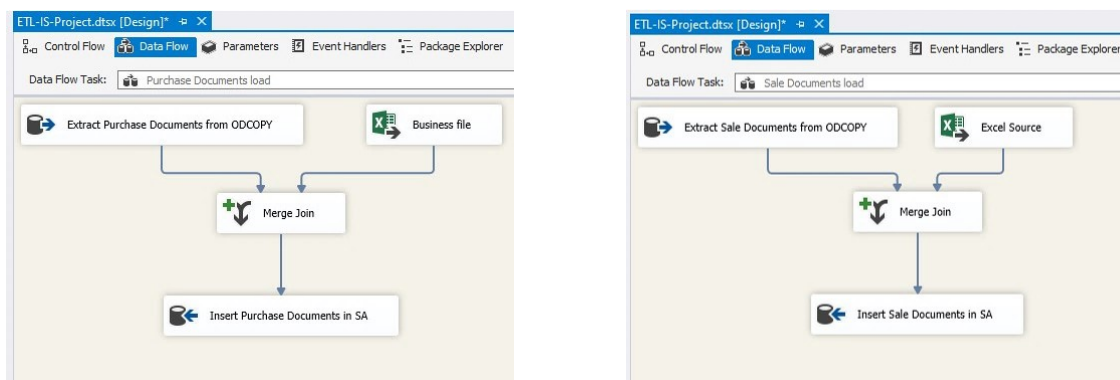 ETL-IS-Project.dtsx [Design]*
Control Flow Data Flow Parameters Event Handlers Package Explorer
Data Flow Task: Purchase Documents load
Extract Purchase Documents from ODCOPY
Business file
Merge Join
Insert Purchase Documents in SA
ETL-IS-Project.dtsx [Design]*
Control Flow Data Flow Parameters Event Handlers Package Explorer
Data Flow Task: Sale Documents load
Extract Sale Documents from ODCOPY
Excel Source
Merge Join
Insert Sale Documents in SA